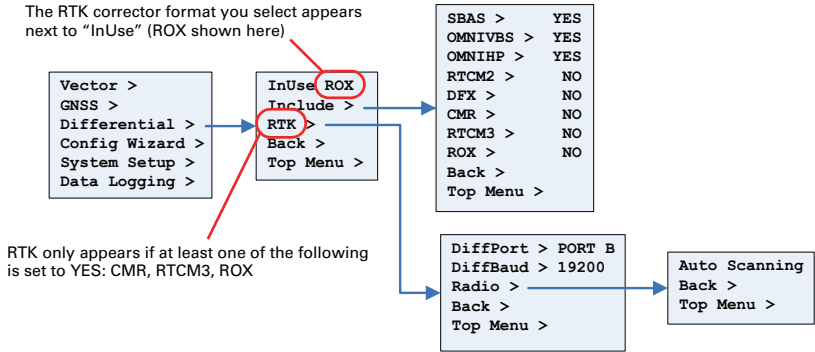 The RTK corrector format you select appears
next to “InUse” (ROX shown here)
Vector >
GNSS >
Differential >
Config Wizard >
System Setup >
Data Logging >
InUse ROX
Include >
RTK >
Back >
Top Menu >
SBAS > YES
OMNIVBS > YES
OMNIHP > YES
RTCM2 > NO
DFX > NO
CMR > NO
RTCM3 > NO
ROX > NO
Back >
Top Menu >
RTK only appears if at least one of the following
is set to YES: CMR, RTCM3, ROX
DiffPort > PORT B
DiffBaud > 19200
Radio >
Back >
Top Menu >
Auto Scanning
Back >
Top Menu >